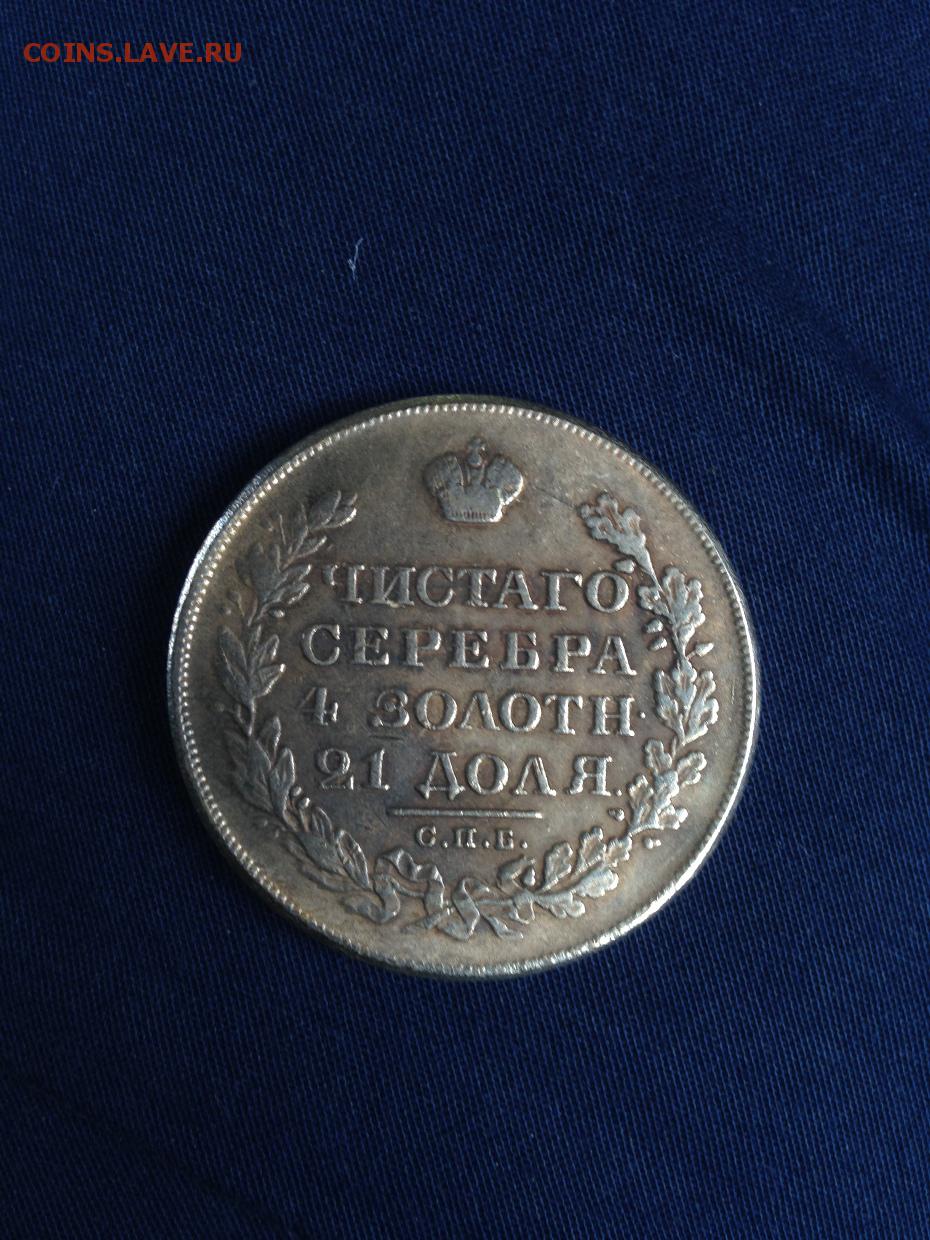 COINS.LAVE.RU
ЧИСТАГО
СЕРЕБРА
4 ЗОЛОТН.
21 ДОЛЯ.
С.П.Б.